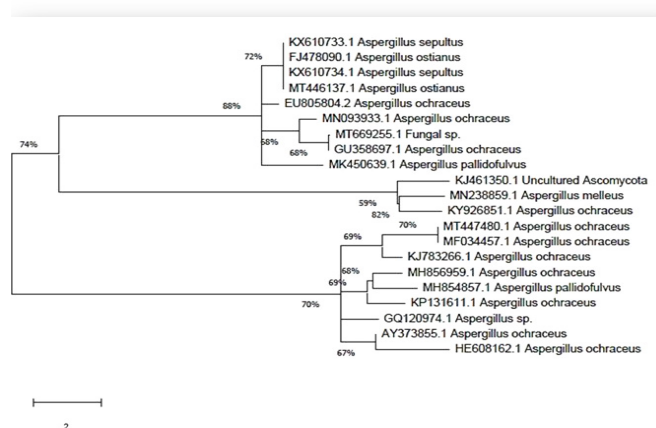 KX610733.1 Aspergillus sepultus
72%
FJ478090.1 Aspergillus ostianus
KX610734.1 Aspergillus sepultus
MT446137.1 Aspergillus ostianus
88%
EU805804.2 Aspergillus ochraceus
MN093933.1 Aspergillus ochraceus
MT669255.1 Fungal sp.
68%
74%
GU358697.1 Aspergillus ochraceus
68%
MK450639.1 Aspergillus pallidofulvus
KJ461350.1 Uncultured Ascomycota
MN238859.1 Aspergillus melleus
59%
KY926851.1 Aspergillus ochraceus
82%
70%
MT447480.1 Aspergillus ochraceus
69%
MF034457.1 Aspergillus ochraceus
KJ783266.1 Aspergillus ochraceus
68%
MH856959.1 Aspergillus ochraceus
69%
MH854857.1 Aspergillus pallidofulvus
70%
KP131611.1 Aspergillus ochraceus
GQ120974.1 Aspergillus sp.
AY373855.1 Aspergillus ochraceus
67%
HE608162.1 Aspergillus ochraceus
2